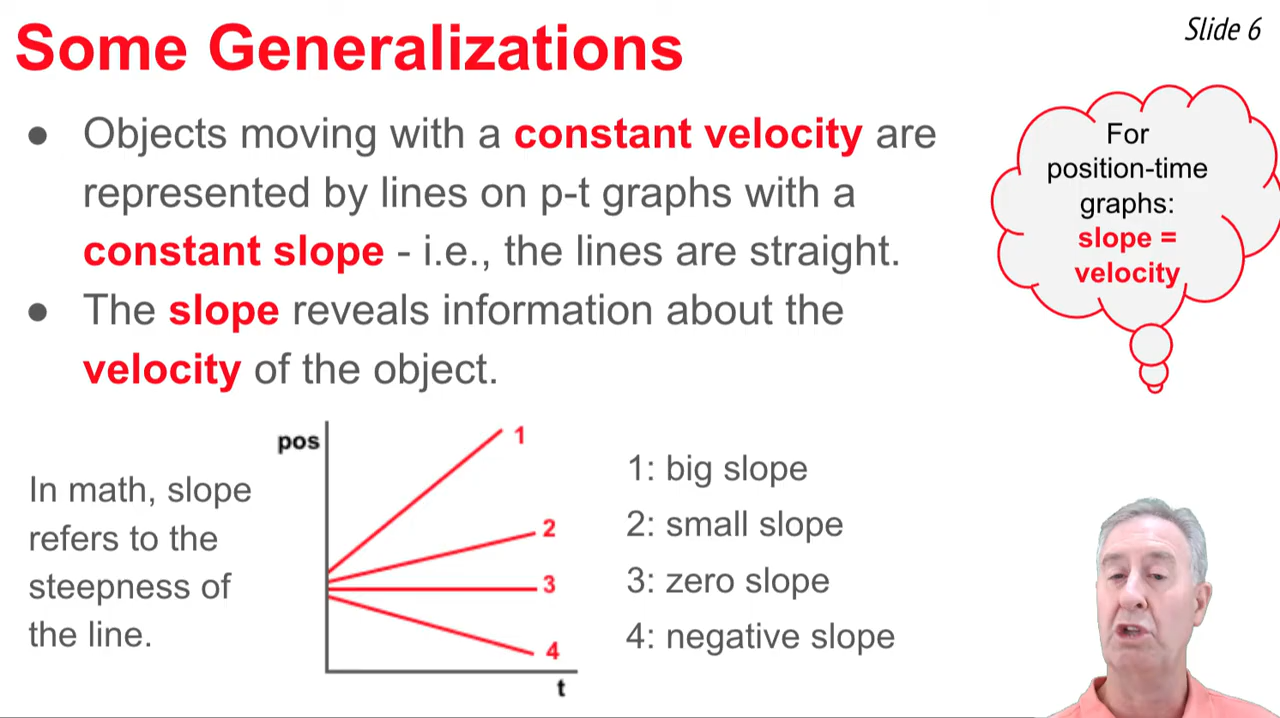 Some Generalizations
Slide 6
● Objects moving with a constant velocity are
represented by lines on p-t graphs with a
constant slope - i.e., the lines are straight.
● The slope reveals information about the
velocity of the object.
For
position-time
graphs:
slope =
velocity
In math, slope
refers to the
steepness of
the line.
pos
1
2
3
4
t
1: big slope
2: small slope
3: zero slope
4: negative slope